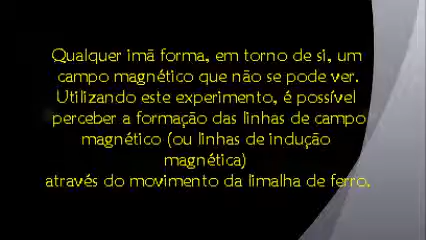 Qualquer imã forma, em torno de si, um
campo magnético que não se pode ver.
Utilizando este experimento, é possível
perceber a formação das linhas de campo
magnético (ou linhas de indução
magnética)
através do movimento da limalha de ferro.